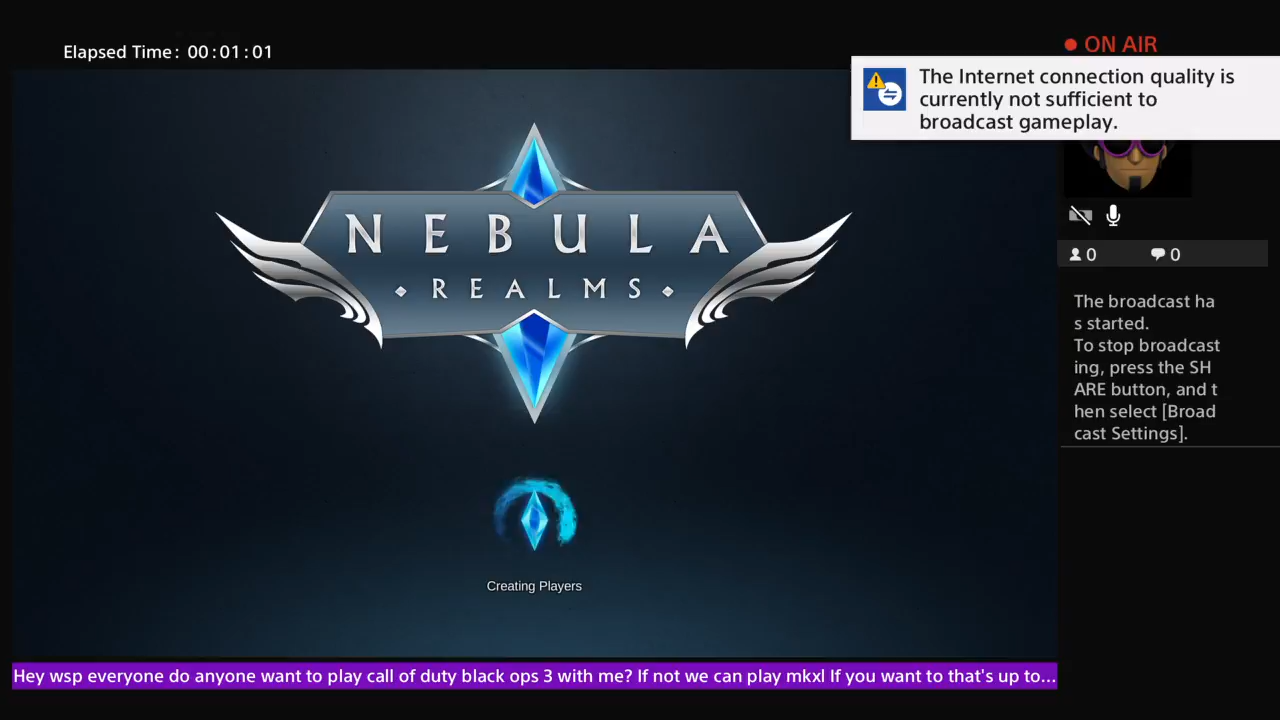 Elapsed Time: 00:01:01
ON AIR
The Internet connection quality is
currently not sufficient to
broadcast gameplay.
NEBULA
REALMS
0 0
The broadcast ha
s started.
To stop broadcast
ing, press the SH
ARE button, and t
hen select [Broad
cast Settings].
Creating Players
Hey wsp everyone do anyone want to play call of duty black ops 3 with me? If not we can play mkxl If you want to that's up to...